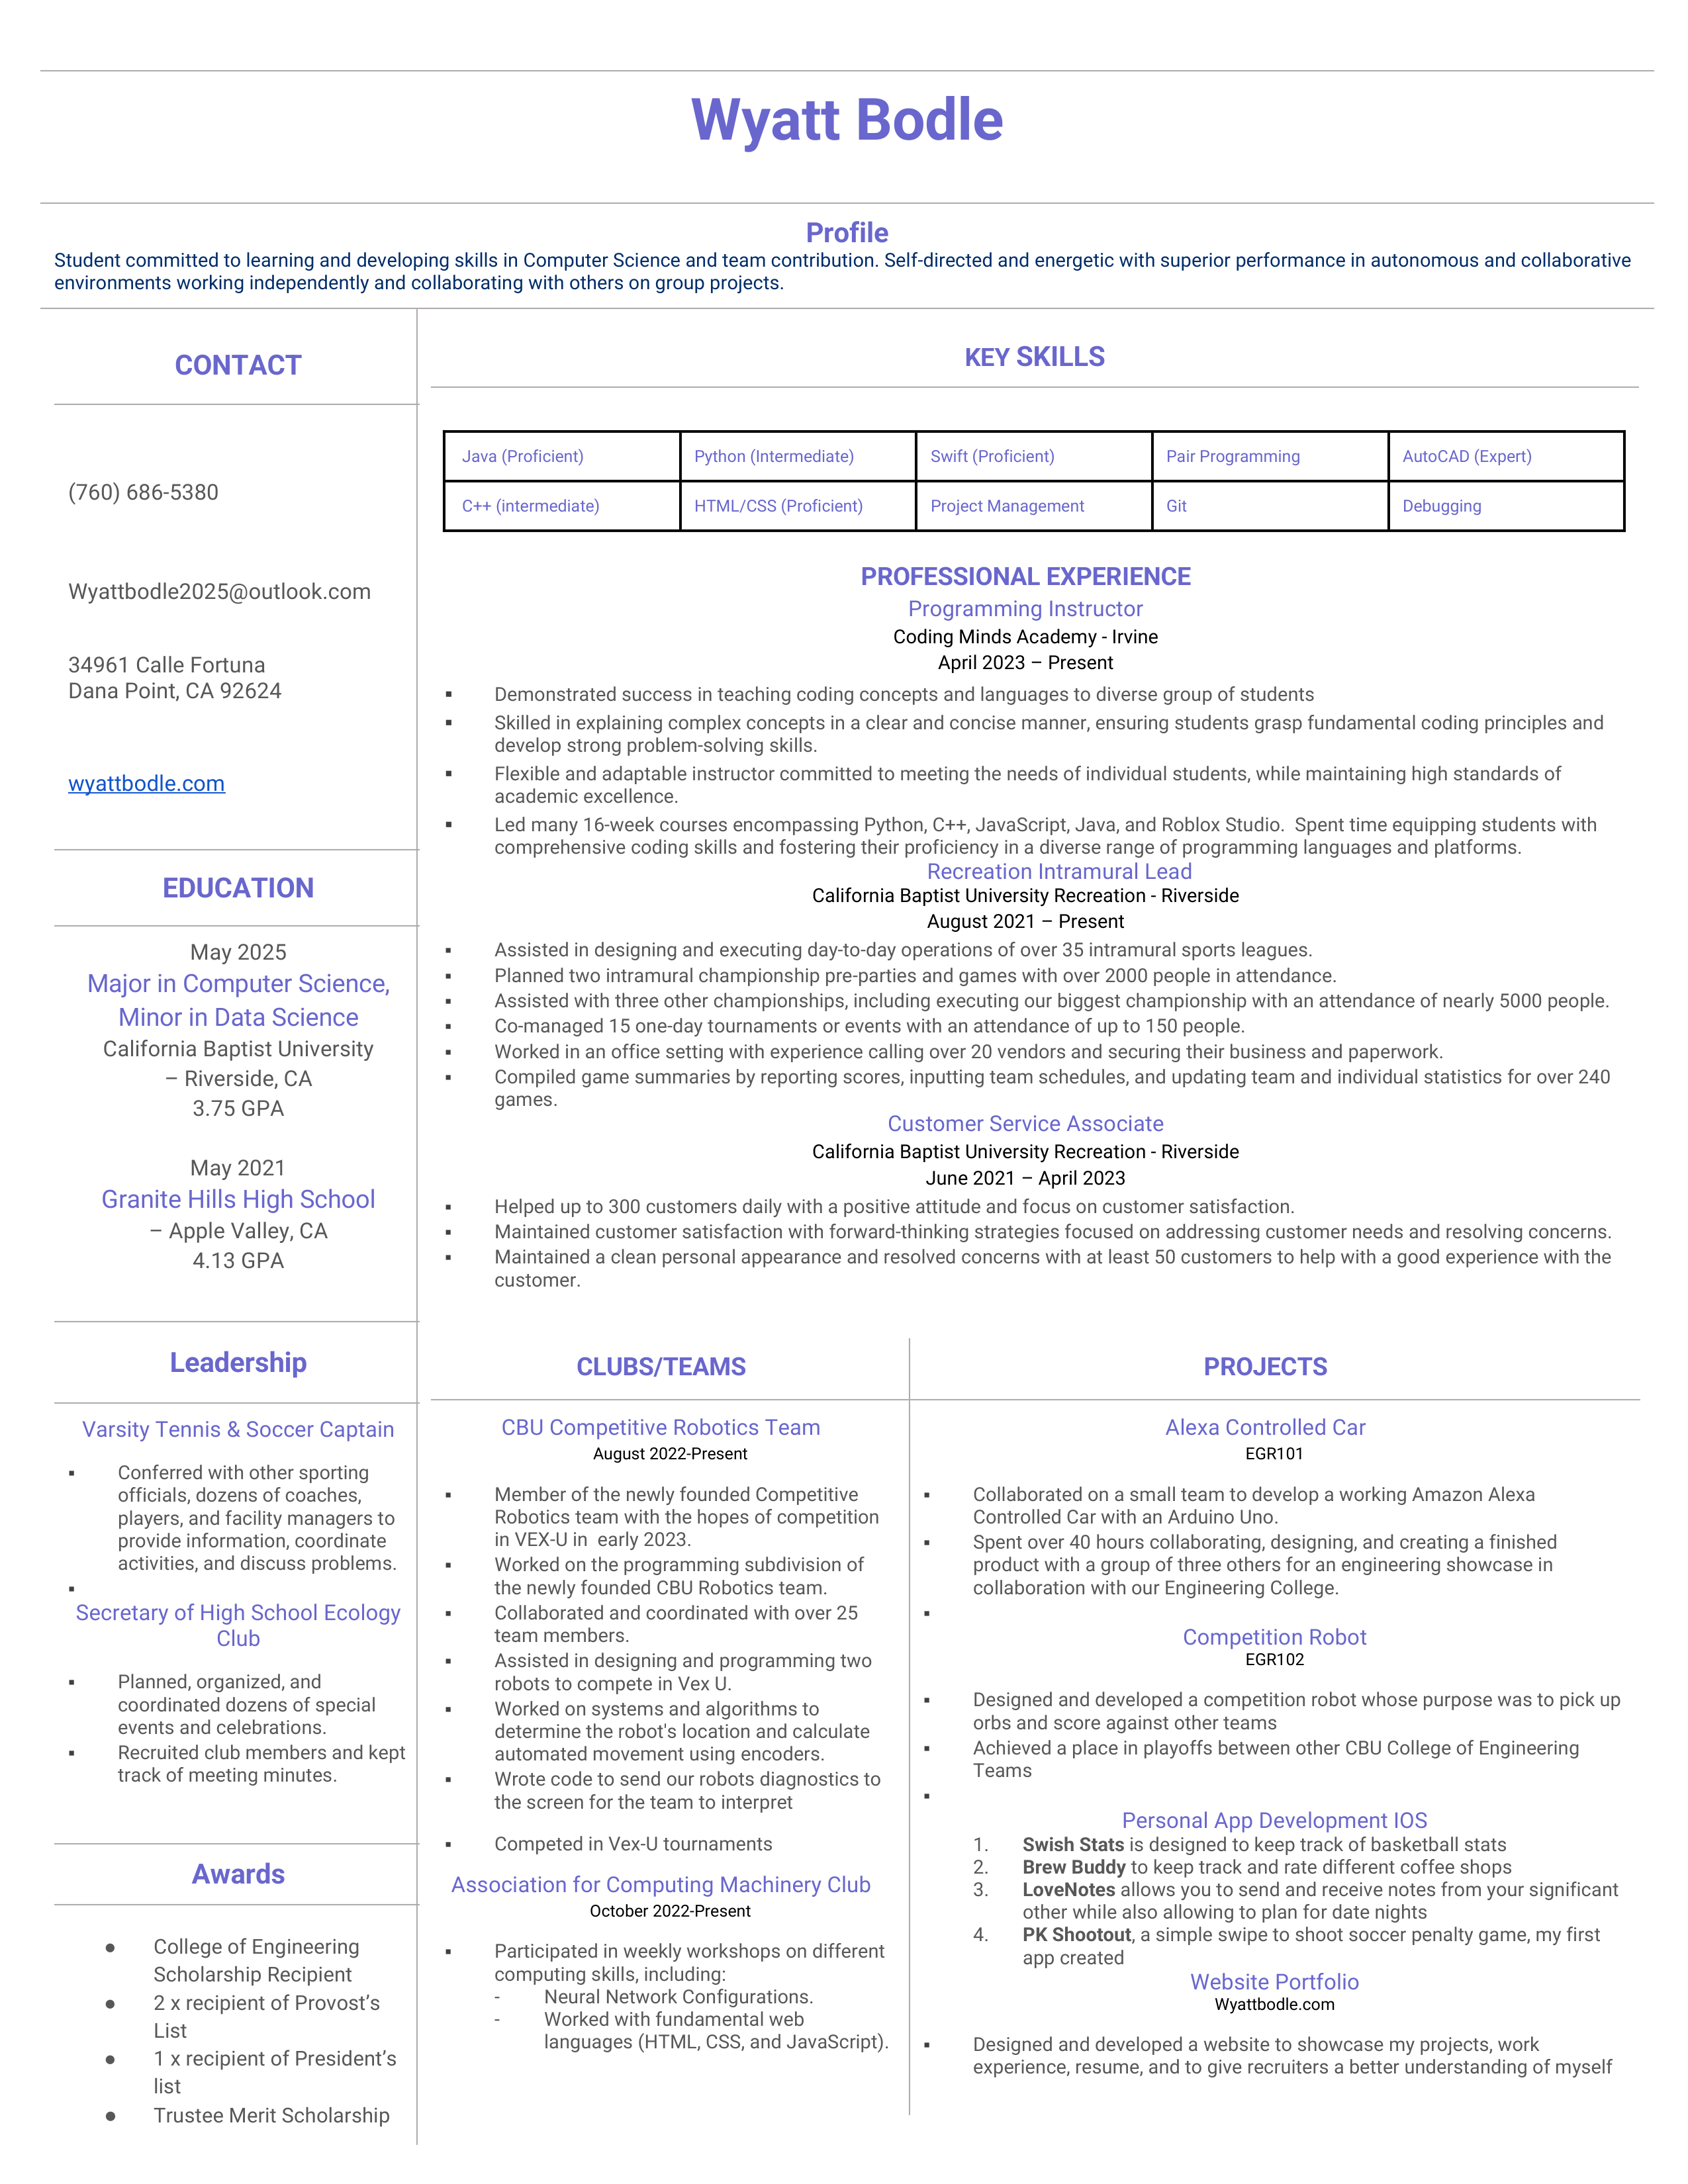 Wyatt Bodle
Profile
Student committed to learning and developing skills in Computer Science and team contribution. Self-directed and energetic with superior performance in autonomous and collaborative
environments working independently and collaborating with others on group projects.
CONTACT
(760) 686-5380
Wyattbodle2025@outlook.com
34961 Calle Fortuna
Dana Point, CA 92624
wyattbodle.com
EDUCATION
May 2025
Major in Computer Science,
Minor in Data Science
California Baptist University
– Riverside, CA
3.75 GPA
May 2021
Granite Hills High School
– Apple Valley, CA
4.13 GPA
Leadership
Varsity Tennis & Soccer Captain
▪ Conferred with other sporting
officials, dozens of coaches,
players, and facility managers to
provide information, coordinate
activities, and discuss problems.
▪
Secretary of High School Ecology
Club
▪ Planned, organized, and
coordinated dozens of special
events and celebrations.
▪ Recruited club members and kept
track of meeting minutes.
Awards
● College of Engineering
Scholarship Recipient
● 2 x recipient of Provost’s
List
● 1 x recipient of President’s
list
● Trustee Merit Scholarship
KEY SKILLS
Java (Proficient) Python (Intermediate) Swift (Proficient) Pair Programming AutoCAD (Expert)
C++ (intermediate) HTML/CSS (Proficient) Project Management Git Debugging
PROFESSIONAL EXPERIENCE
Programming Instructor
Coding Minds Academy - Irvine
April 2023 – Present
▪ Demonstrated success in teaching coding concepts and languages to diverse group of students
▪ Skilled in explaining complex concepts in a clear and concise manner, ensuring students grasp fundamental coding principles and
develop strong problem-solving skills.
▪ Flexible and adaptable instructor committed to meeting the needs of individual students, while maintaining high standards of
academic excellence.
▪ Led many 16-week courses encompassing Python, C++, JavaScript, Java, and Roblox Studio.  Spent time equipping students with
comprehensive coding skills and fostering their proficiency in a diverse range of programming languages and platforms.
Recreation Intramural Lead
California Baptist University Recreation - Riverside
August 2021 – Present
▪ Assisted in designing and executing day-to-day operations of over 35 intramural sports leagues.
▪ Planned two intramural championship pre-parties and games with over 2000 people in attendance.
▪ Assisted with three other championships, including executing our biggest championship with an attendance of nearly 5000 people.
▪ Co-managed 15 one-day tournaments or events with an attendance of up to 150 people.
▪ Worked in an office setting with experience calling over 20 vendors and securing their business and paperwork.
▪ Compiled game summaries by reporting scores, inputting team schedules, and updating team and individual statistics for over 240
games.
Customer Service Associate
California Baptist University Recreation - Riverside
June 2021 – April 2023
▪ Helped up to 300 customers daily with a positive attitude and focus on customer satisfaction.
▪ Maintained customer satisfaction with forward-thinking strategies focused on addressing customer needs and resolving concerns.
▪ Maintained a clean personal appearance and resolved concerns with at least 50 customers to help with a good experience with the
customer.
CLUBS/TEAMS
CBU Competitive Robotics Team
August 2022-Present
▪ Member of the newly founded Competitive
Robotics team with the hopes of competition
in VEX-U in  early 2023.
▪ Worked on the programming subdivision of
the newly founded CBU Robotics team.
▪ Collaborated and coordinated with over 25
team members.
▪ Assisted in designing and programming two
robots to compete in Vex U.
▪ Worked on systems and algorithms to
determine the robot's location and calculate
automated movement using encoders.
▪ Wrote code to send our robots diagnostics to
the screen for the team to interpret
▪ Competed in Vex-U tournaments
Association for Computing Machinery Club
October 2022-Present
▪ Participated in weekly workshops on different
computing skills, including:
- Neural Network Configurations.
- Worked with fundamental web
languages (HTML, CSS, and JavaScript).
PROJECTS
Alexa Controlled Car
EGR101
▪ Collaborated on a small team to develop a working Amazon Alexa
Controlled Car with an Arduino Uno.
▪ Spent over 40 hours collaborating, designing, and creating a finished
product with a group of three others for an engineering showcase in
collaboration with our Engineering College.
▪
Competition Robot
EGR102
▪ Designed and developed a competition robot whose purpose was to pick up
orbs and score against other teams
▪ Achieved a place in playoffs between other CBU College of Engineering
Teams
▪
Personal App Development IOS
1. Swish Stats is designed to keep track of basketball stats
2. Brew Buddy to keep track and rate different coffee shops
3. LoveNotes allows you to send and receive notes from your significant
other while also allowing to plan for date nights
4. PK Shootout, a simple swipe to shoot soccer penalty game, my first
app created
Website Portfolio
Wyattbodle.com
▪ Designed and developed a website to showcase my projects, work
experience, resume, and to give recruiters a better understanding of myself